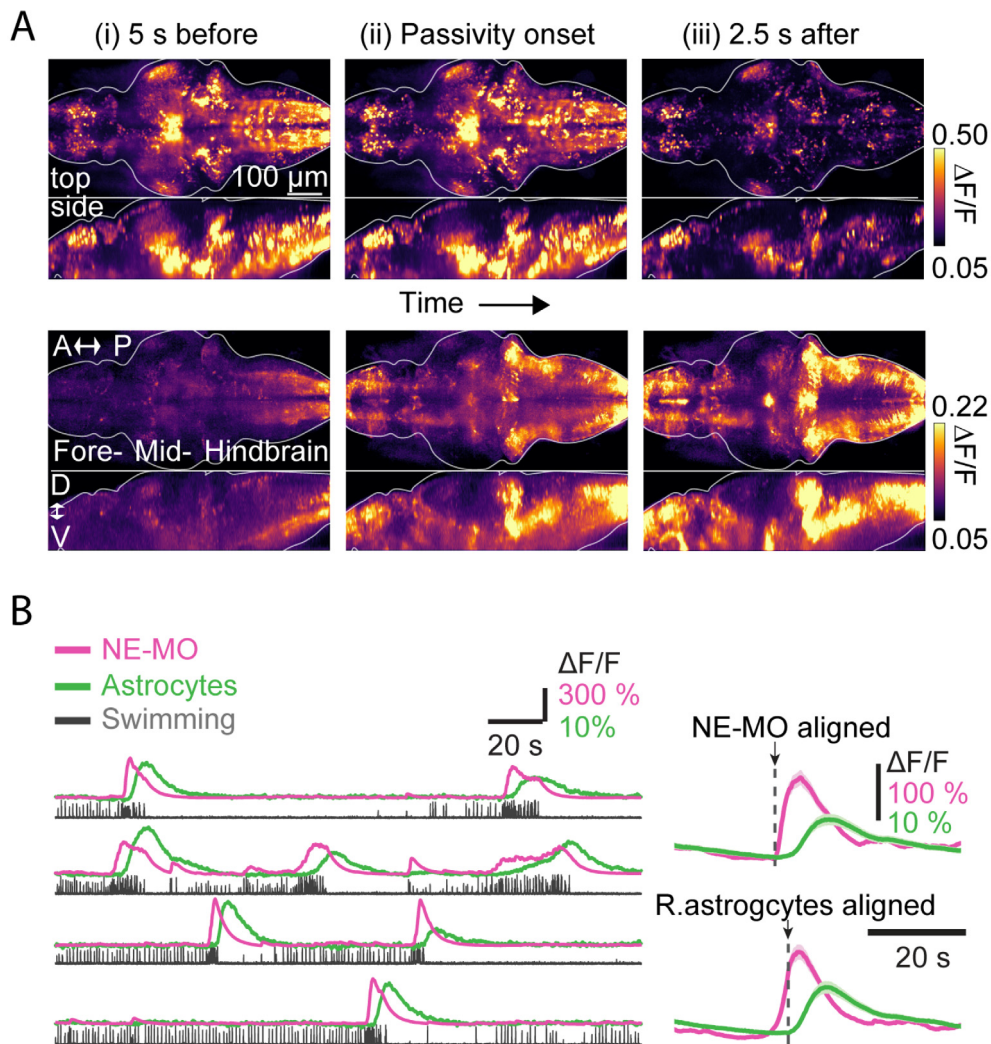 A
(i) 5 s before
(ii) Passivity onset
(iii) 2.5 s after
top
side
100 µm
0.50
ΔF/F
0.05
Time
A P
Fore- Mid- Hindbrain
D
V
0.22
ΔF/F
0.05
B
NE-MO
Astrocytes
Swimming
ΔF/F
300 %
10%
20 s
NE-MO aligned
ΔF/F
100 %
10 %
R.astrogcytes aligned
20 s